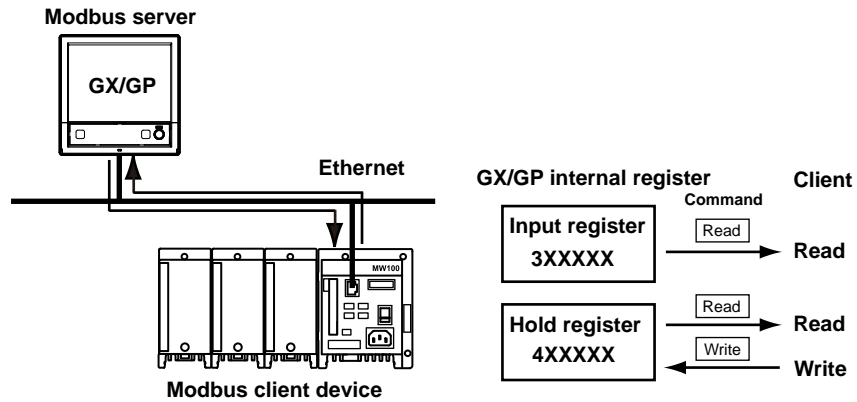 Modbus server
GX/GP
Ethernet
MW100
Modbus client device
GX/GP internal register
Client
Command
Input register
3XXXXX
Read
Read
Hold register
4XXXXX
Read
Read
Write
Write